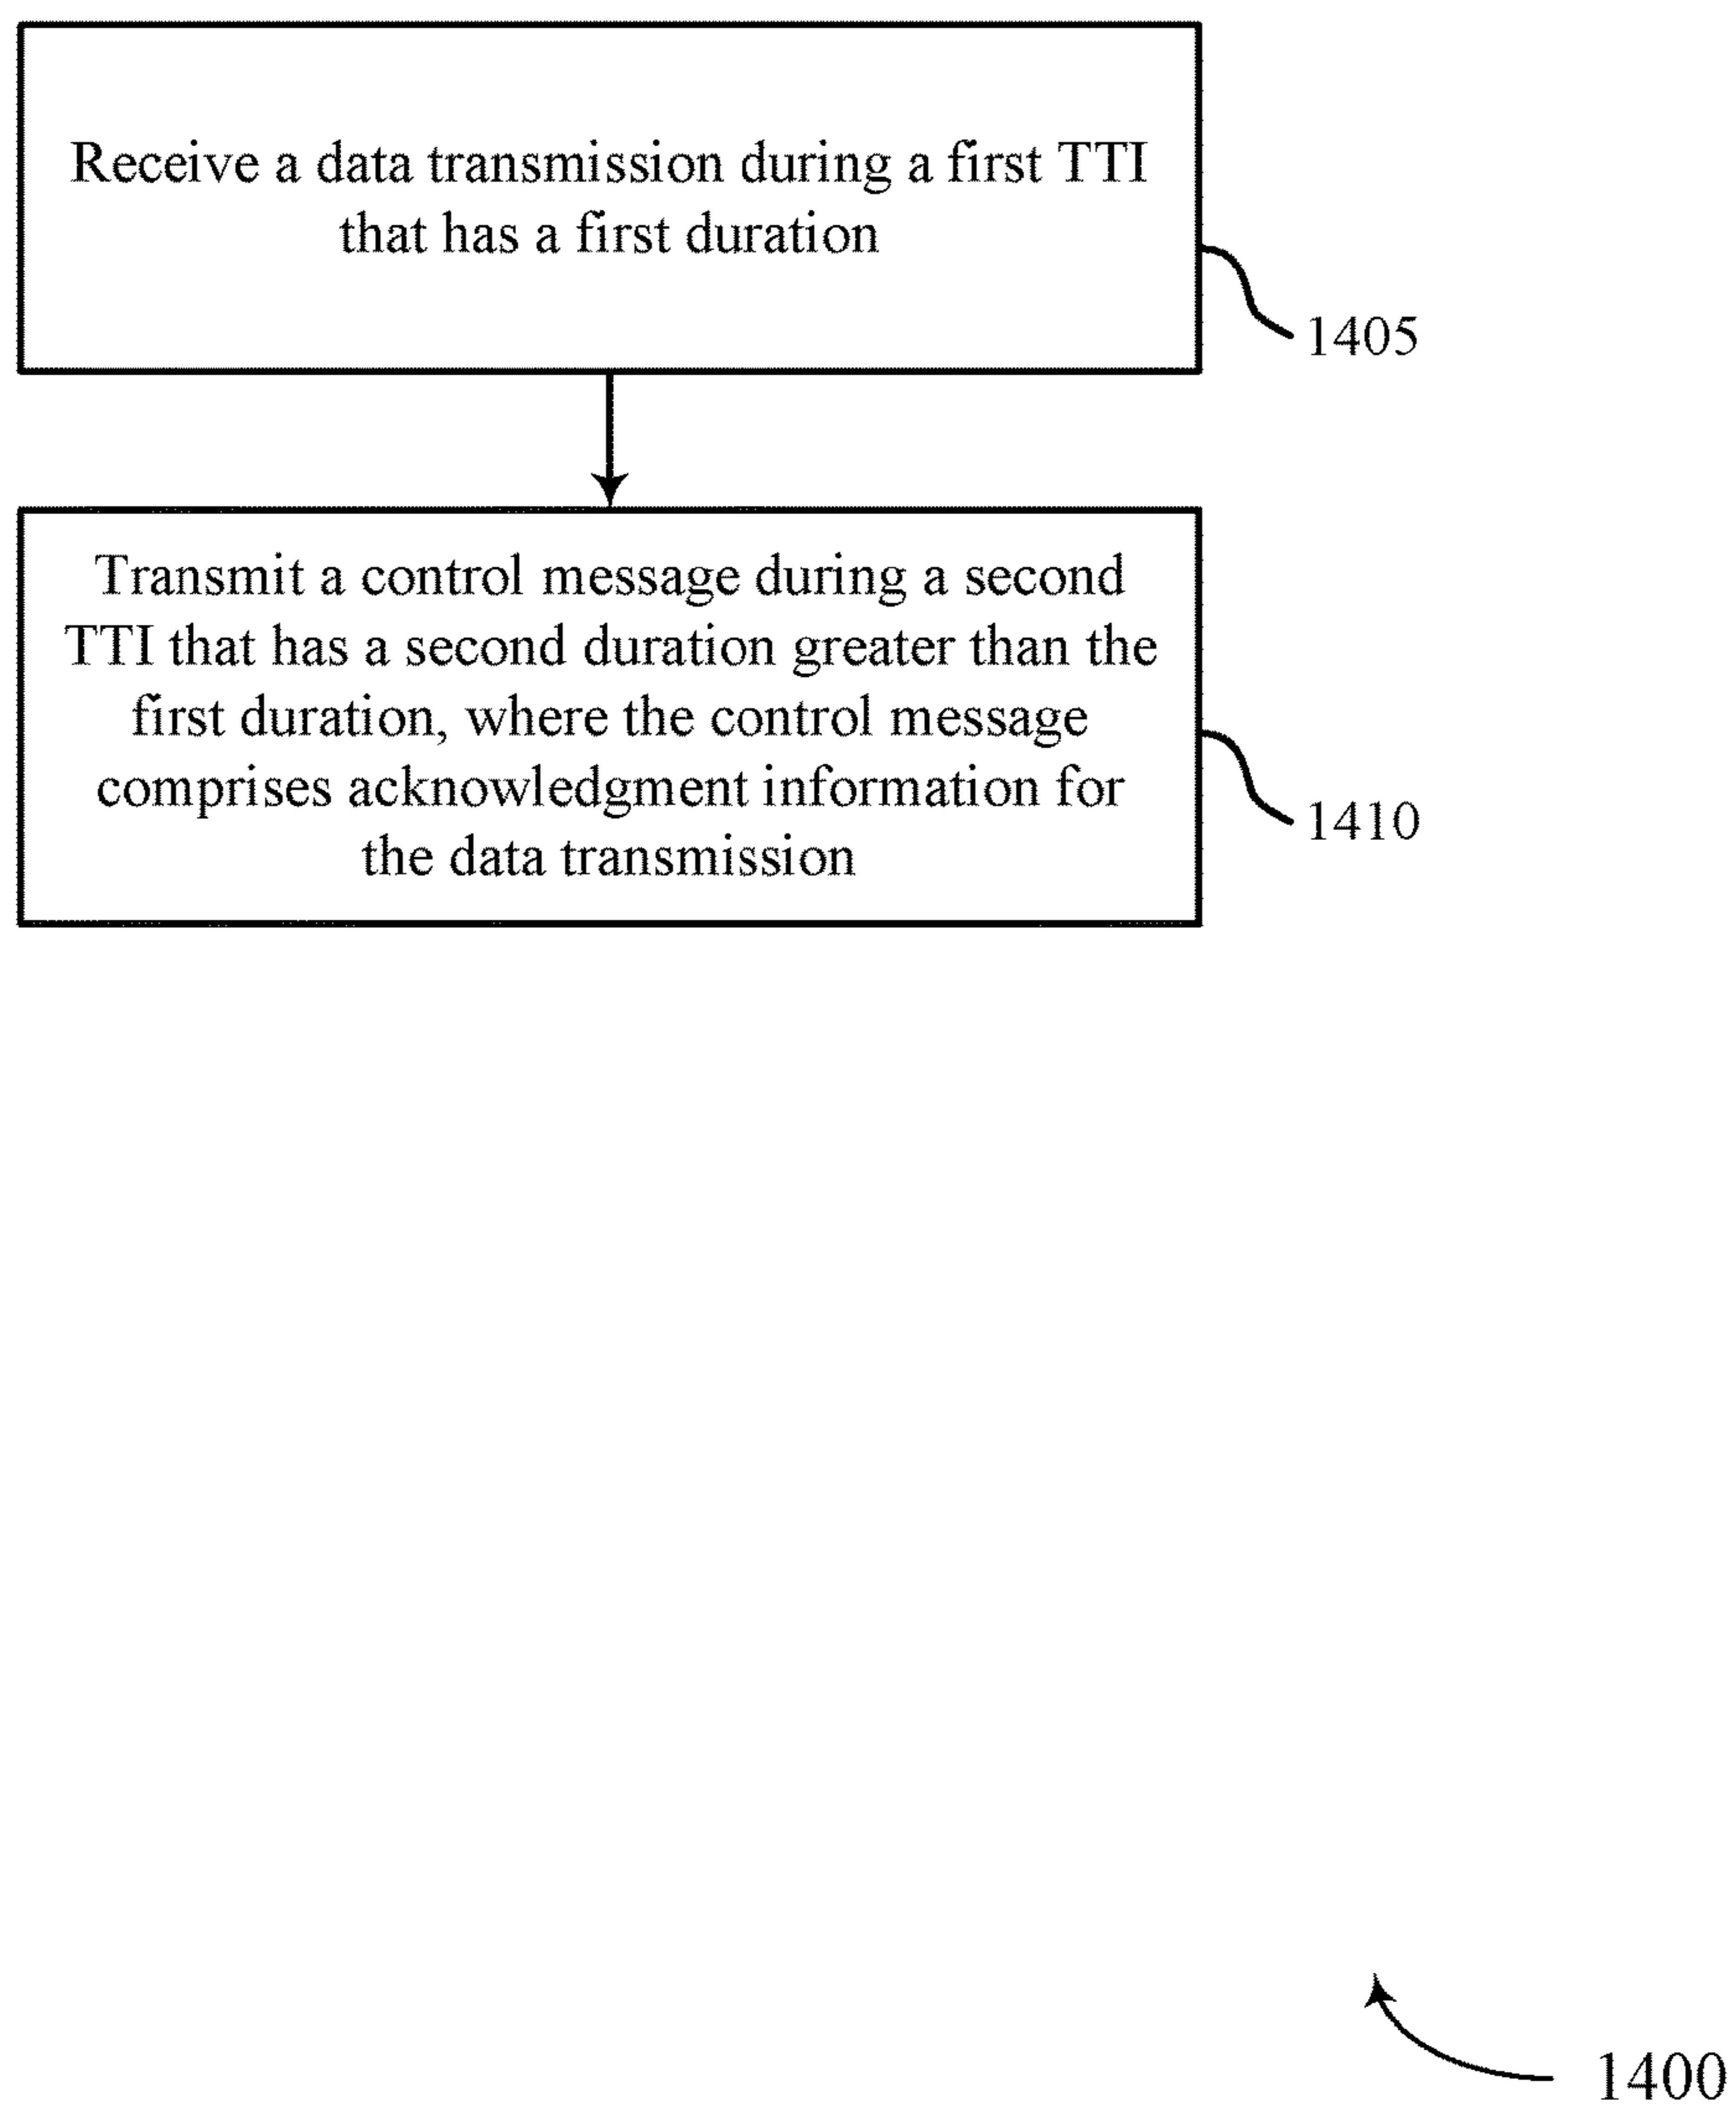 Receive a data transmission during a first TTI
that has a first duration
1405
Transmit a control message during a second
TTI that has a second duration greater than the
first duration, where the control message
comprises acknowledgment information for
the data transmission
1410
1400